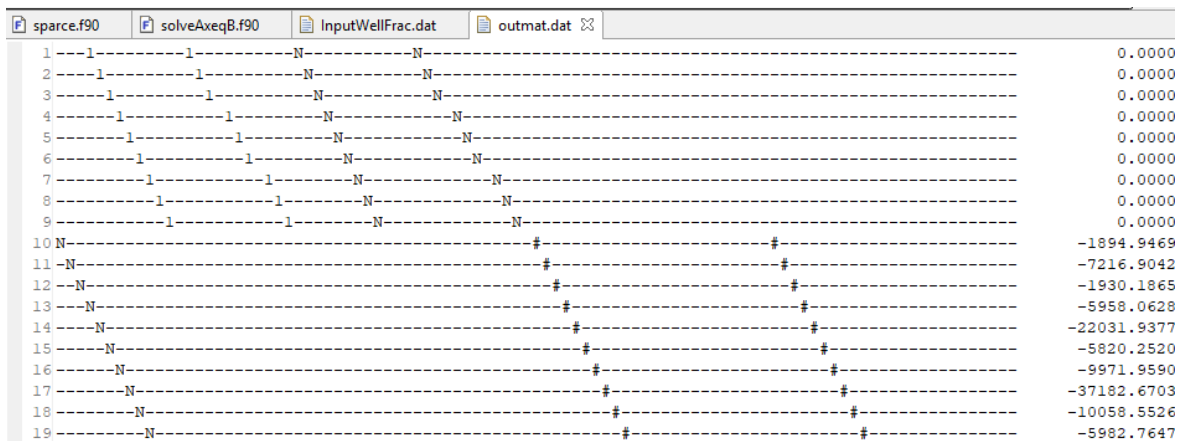 sparce.f90 solveAxeqB.f90 InputWellFrac.dat outmat.dat
1 ---1---------1----------N-----------N------------------------------------------------------------ 0.0000
2 ----1---------1----------N-----------N----------------------------------------------------------- 0.0000
3 -----1---------1----------N-----------N---------------------------------------------------------- 0.0000
4 ------1----------1---------N------------N-------------------------------------------------------- 0.0000
5 -------1----------1---------N------------N------------------------------------------------------- 0.0000
6 --------1----------1---------N------------N------------------------------------------------------ 0.0000
7 ---------1-----------1--------N-------------N---------------------------------------------------- 0.0000
8 ----------1-----------1--------N-------------N--------------------------------------------------- 0.0000
9 -----------1-----------1--------N-------------N-------------------------------------------------- 0.0000
10 N-----------------------------------------------#-----------------------#------------------------ -1894.9469
11 -N-----------------------------------------------#-----------------------#----------------------- -7216.9042
12 --N-----------------------------------------------#-----------------------#---------------------- -1930.1865
13 ---N-----------------------------------------------#-----------------------#--------------------- -5958.0628
14 ----N-----------------------------------------------#-----------------------#-------------------- -22031.9377
15 -----N-----------------------------------------------#-----------------------#------------------- -5820.2520
16 ------N-----------------------------------------------#-----------------------#------------------ -9971.9590
17 -------N-----------------------------------------------#-----------------------#----------------- -37182.6703
18 --------N-----------------------------------------------#-----------------------#---------------- -10058.5526
19 ---------N-----------------------------------------------#-----------------------#--------------- -5982.7647